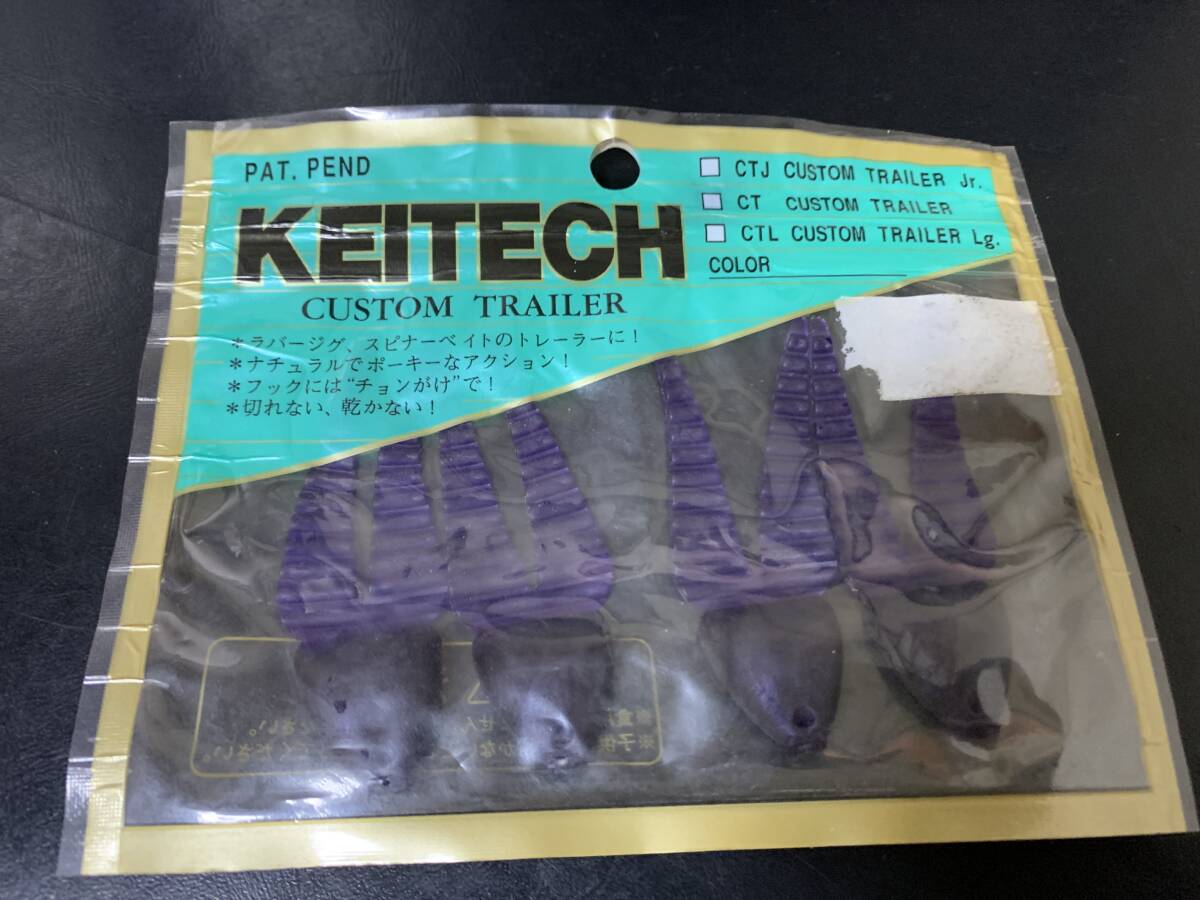 PAT. PEND
KEITECH
CUSTOM TRAILER
*ラバージグ、スピナーベイトのトレーラーに!
*ナチュラルでポーキーなアクション!
*フックには"チョンがけ"で!
*切れない、乾かない!
□ CTJ CUSTOM TRAILER Jr.
□ CT CUSTOM TRAILER
□ CTL CUSTOM TRAILER Lg.
COLOR